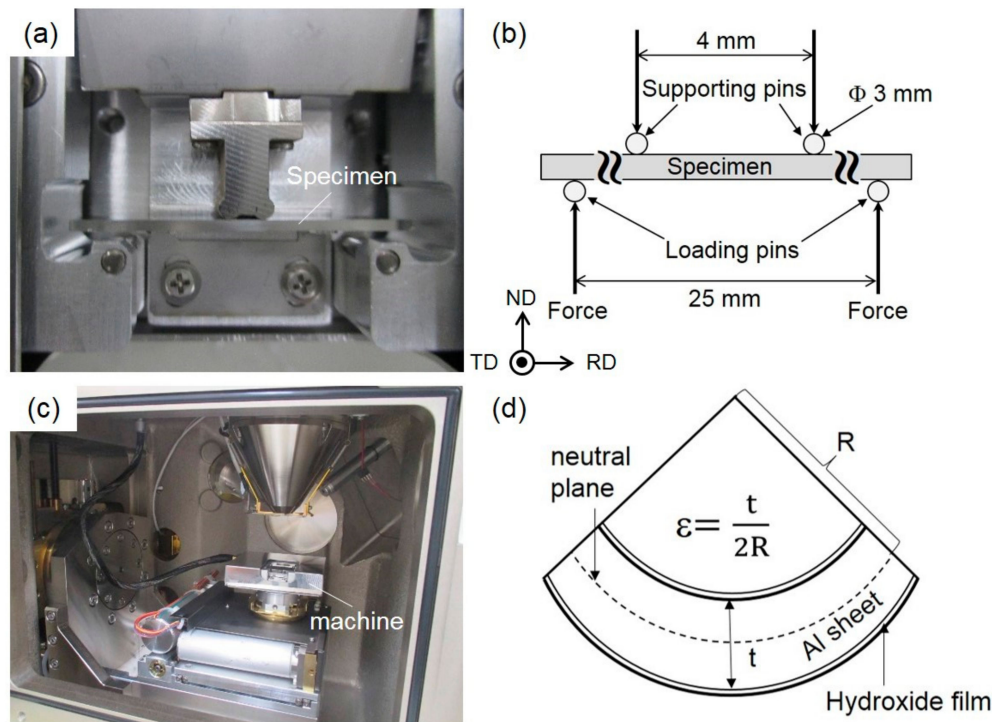 (a)
Specimen
(b)
4 mm
Supporting pins
Φ 3 mm
Specimen
Loading pins
25 mm
Force
Force
ND
TD
RD
(c)
machine
(d)
R
neutral
plane
ε= t/2R
Al sheet
t
Hydroxide film